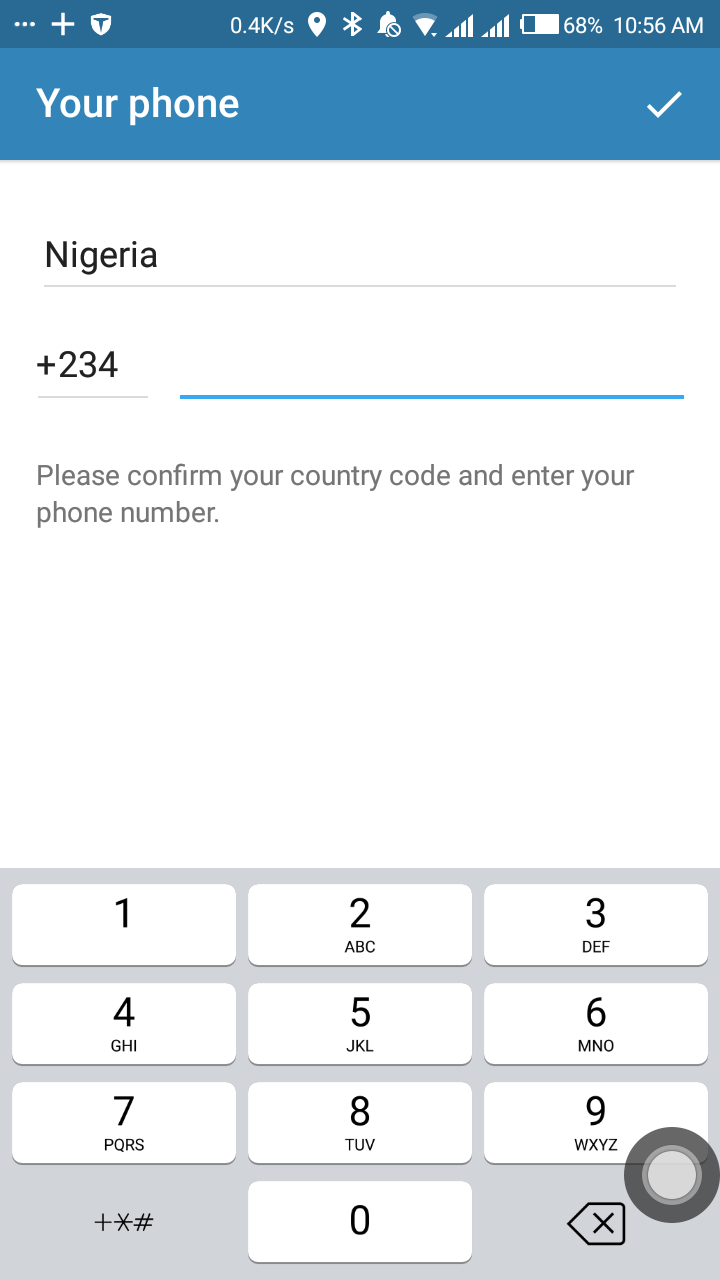 0.4K/s 68% 10:56 AM
Your phone
Nigeria
+234
Please confirm your country code and enter your
phone number.
1 2 3
ABC DEF
4 5 6
GHI JKL MNO
7 8 9
PQRS TUV WXYZ
+*# 0